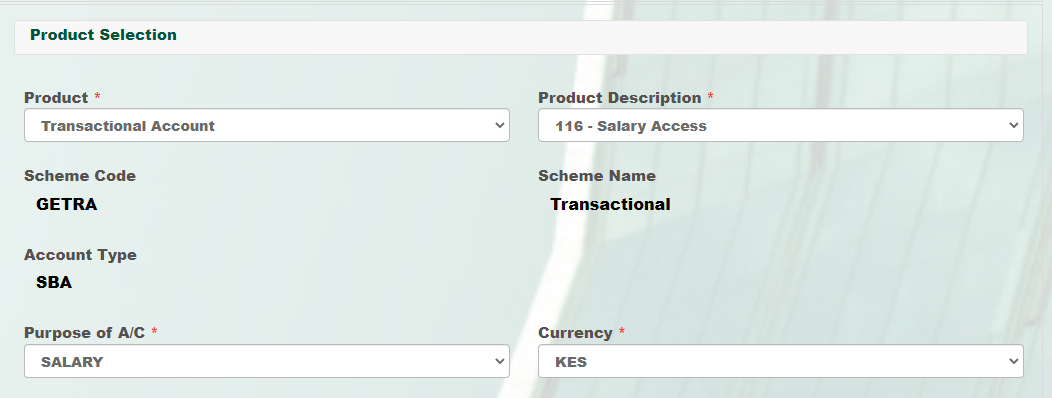 Product Selection
Product * Product Description *
Transactional Account 116 - Salary Access
Scheme Code Scheme Name
GETRA Transactional
Account Type
SBA
Purpose of A/C * Currency *
SALARY KES